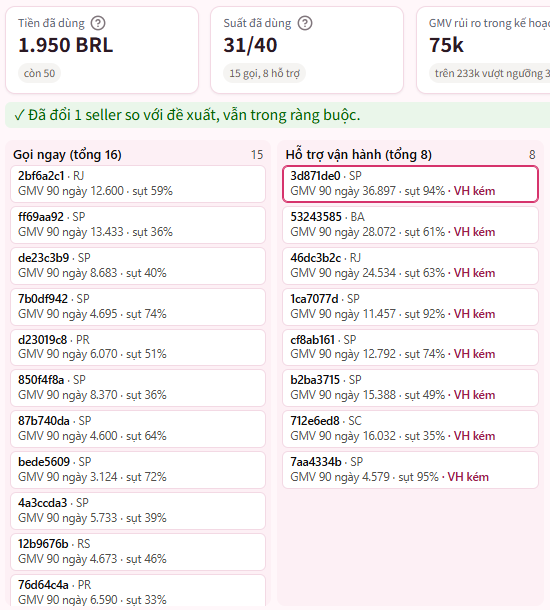 Tiền đã dùng ?
1.950 BRL
còn 50
Suất đã dùng ?
31/40
15 gọi, 8 hỗ trợ
GMV rủi ro trong kế hoạ
75k
trên 233k vượt ngưỡng 3
✓ Đã đổi 1 seller so với đề xuất, vẫn trong ràng buộc.
Gọi ngay (tổng 16) 15
2bf6a2c1 · RJ
GMV 90 ngày 12.600 · sụt 59%
ff69aa92 · SP
GMV 90 ngày 13.433 · sụt 36%
de23c3b9 · SP
GMV 90 ngày 8.683 · sụt 40%
7b0df942 · SP
GMV 90 ngày 4.695 · sụt 74%
d23019c8 · PR
GMV 90 ngày 6.070 · sụt 51%
850f4f8a · SP
GMV 90 ngày 8.370 · sụt 36%
87b740da · SP
GMV 90 ngày 4.600 · sụt 64%
bede5609 · SP
GMV 90 ngày 3.124 · sụt 72%
4a3ccda3 · SP
GMV 90 ngày 5.733 · sụt 39%
12b9676b · RS
GMV 90 ngày 4.673 · sụt 46%
76d64c4a · PR
GMV 90 ngày 6.590 · sụt 33%
Hỗ trợ vận hành (tổng 8) 8
3d871de0 · SP
GMV 90 ngày 36.897 · sụt 94% · VH kém
53243585 · BA
GMV 90 ngày 28.072 · sụt 61% · VH kém
46dc3b2c · RJ
GMV 90 ngày 24.534 · sụt 63% · VH kém
1ca7077d · SP
GMV 90 ngày 11.457 · sụt 92% · VH kém
cf8ab161 · SP
GMV 90 ngày 12.792 · sụt 74% · VH kém
b2ba3715 · SP
GMV 90 ngày 15.388 · sụt 49% · VH kém
712e6ed8 · SC
GMV 90 ngày 16.032 · sụt 35% · VH kém
7aa4334b · SP
GMV 90 ngày 4.579 · sụt 95% · VH kém